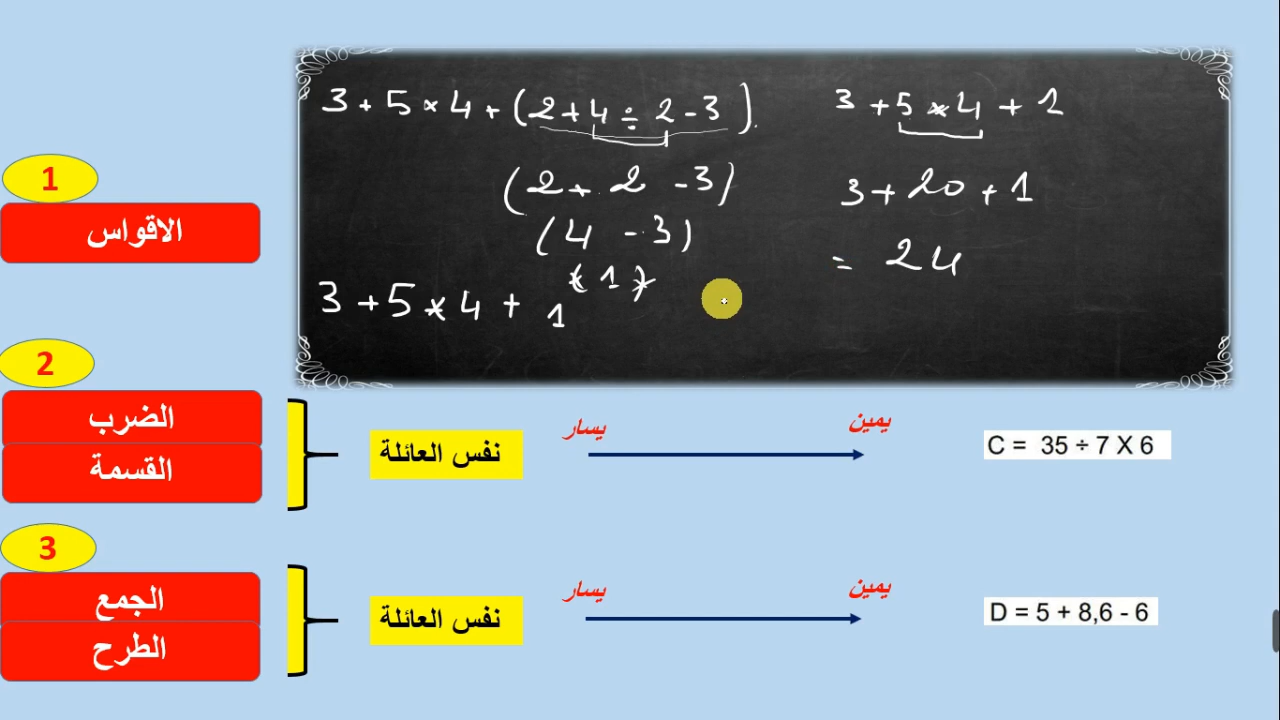 3 + 5 × 4 + (2 + 4 ÷ 2 - 3).
(2 + 2 - 3)
(4 - 3)
(1)
3 + 5 × 4 + 1
3 + 5 × 4 + 1
3 + 20 + 1
= 24
1
الاقواس
2
الضرب
القسمة
نفس العائلة
يسار
يمين
C = 35 ÷ 7 X 6
3
الجمع
الطرح
نفس العائلة
يسار
يمين
D = 5 + 8,6 - 6